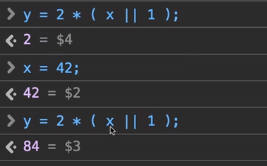 > y = 2 * ( x || 1 );
< 2 = $4
> x = 42;
< 42 = $2
> y = 2 * ( x || 1 );
< 84 = $3